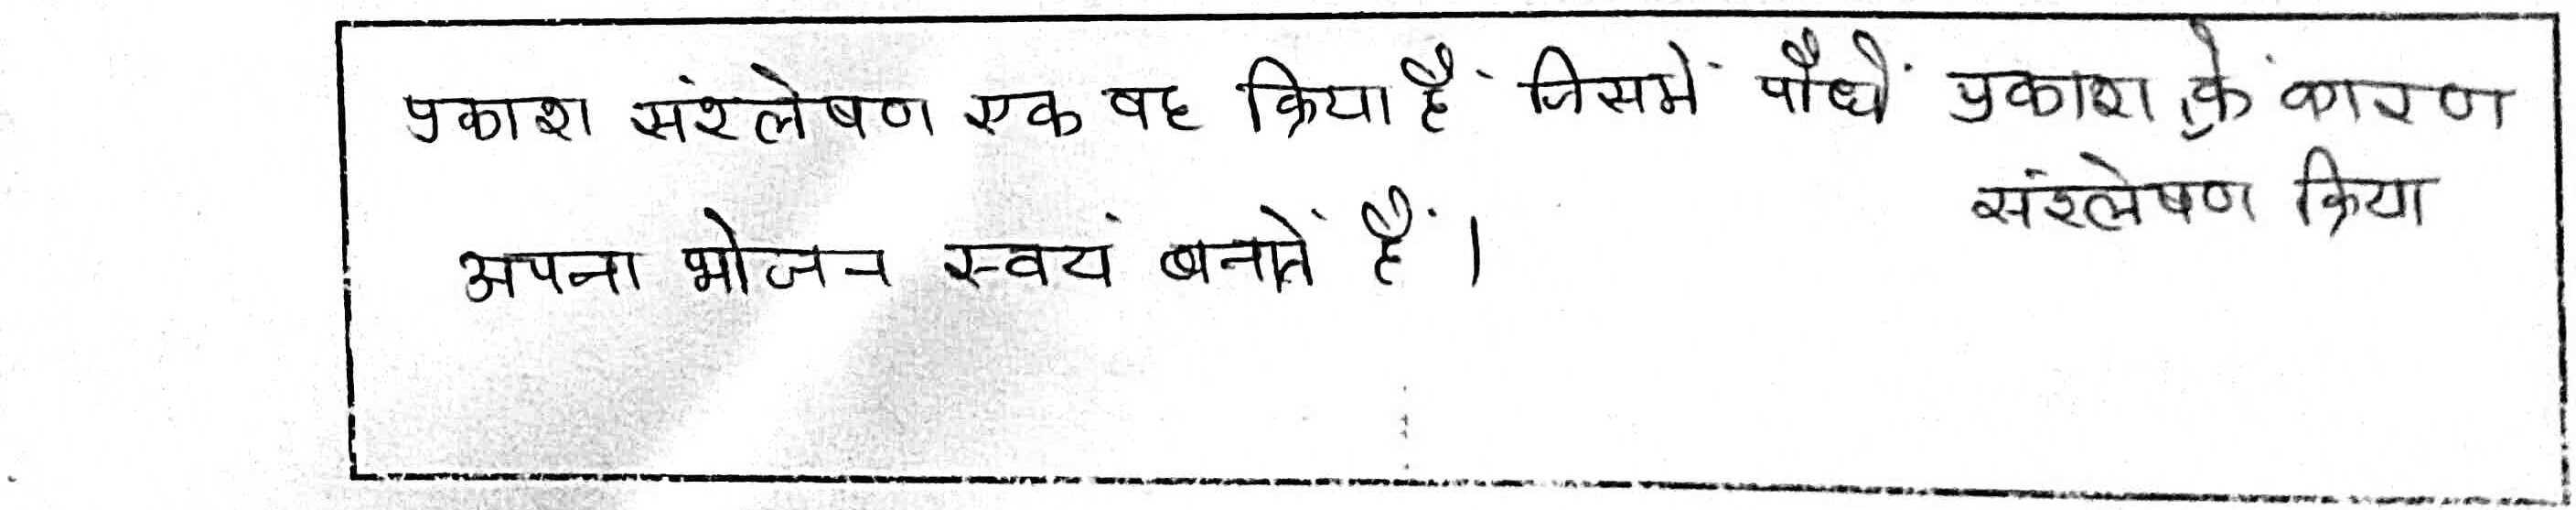 प्रकाश संश्लेषण एक वह क्रिया हैं जिसमें पौधें प्रकाश के कारण
संश्लेषण क्रिया
अपना भोजन स्वयं बनातें हैं।